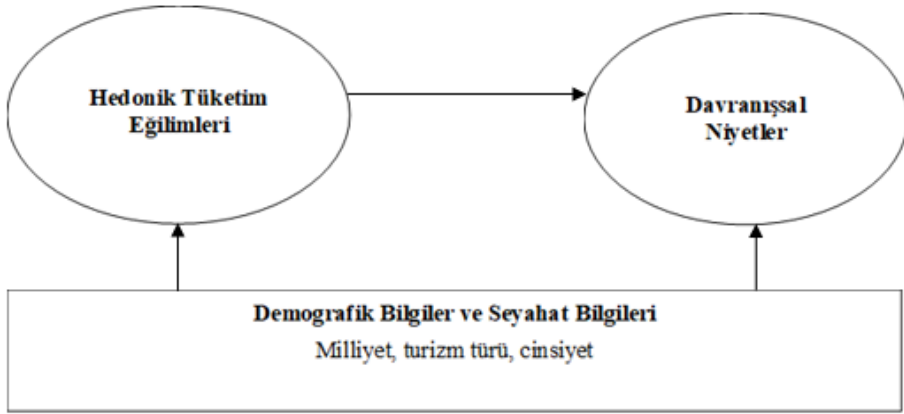 Hedonik Tüketim
Eğilimleri
Davranışsal
Niyetler
Demografik Bilgiler ve Seyahat Bilgileri
Milliyet, turizm türü, cinsiyet